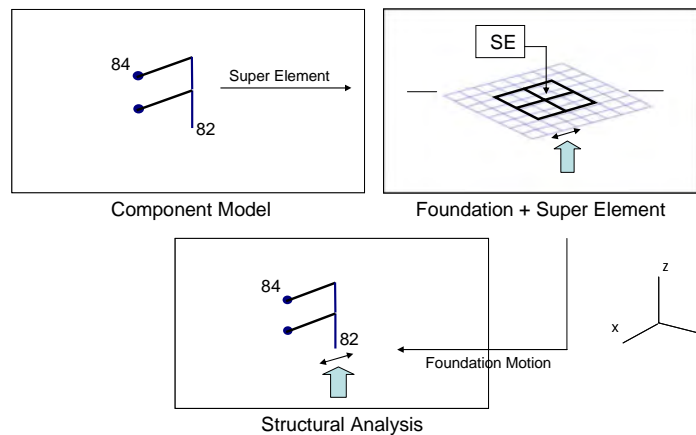 84
82
Super Element
SE
Component Model
Foundation + Super Element
84
82
Foundation Motion
z
x
Structural Analysis